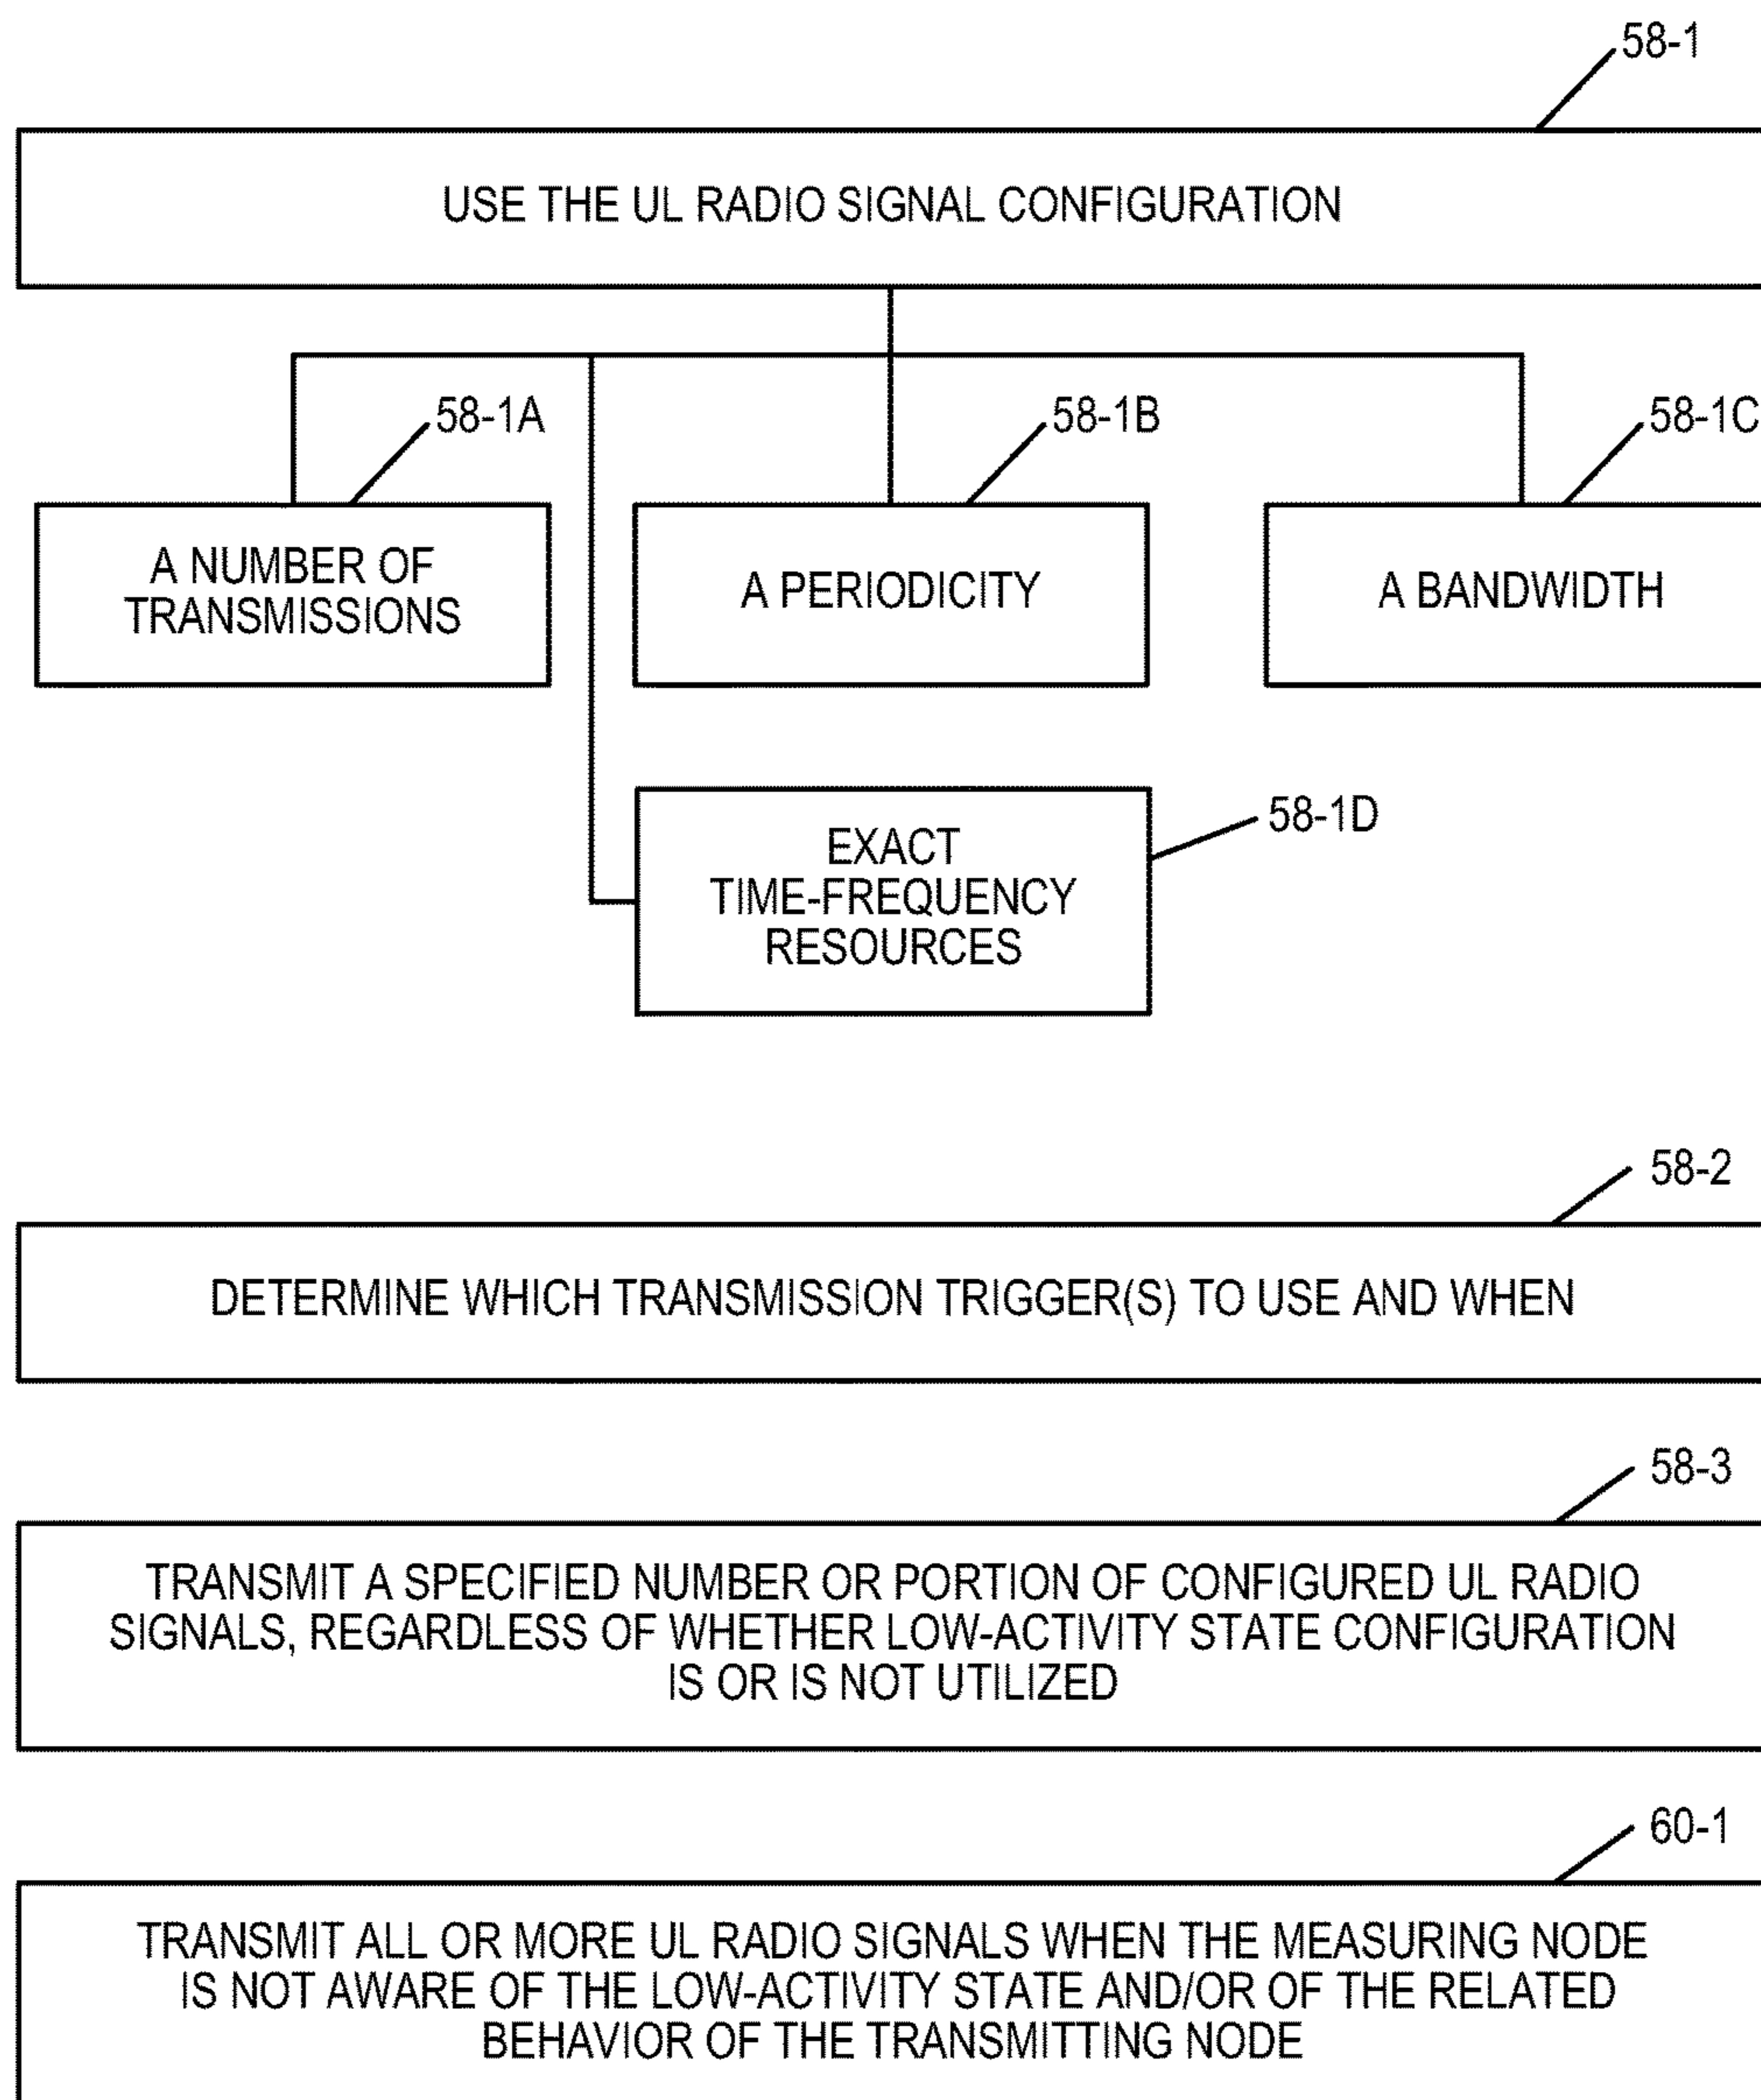 58-1
USE THE UL RADIO SIGNAL CONFIGURATION
58-1A
58-1B
58-1C
A NUMBER OF
TRANSMISSIONS
A PERIODICITY
A BANDWIDTH
58-1D
EXACT
TIME-FREQUENCY
RESOURCES
58-2
DETERMINE WHICH TRANSMISSION TRIGGER(S) TO USE AND WHEN
58-3
TRANSMIT A SPECIFIED NUMBER OR PORTION OF CONFIGURED UL RADIO
SIGNALS, REGARDLESS OF WHETHER LOW-ACTIVITY STATE CONFIGURATION
IS OR IS NOT UTILIZED
60-1
TRANSMIT ALL OR MORE UL RADIO SIGNALS WHEN THE MEASURING NODE
IS NOT AWARE OF THE LOW-ACTIVITY STATE AND/OR OF THE RELATED
BEHAVIOR OF THE TRANSMITTING NODE